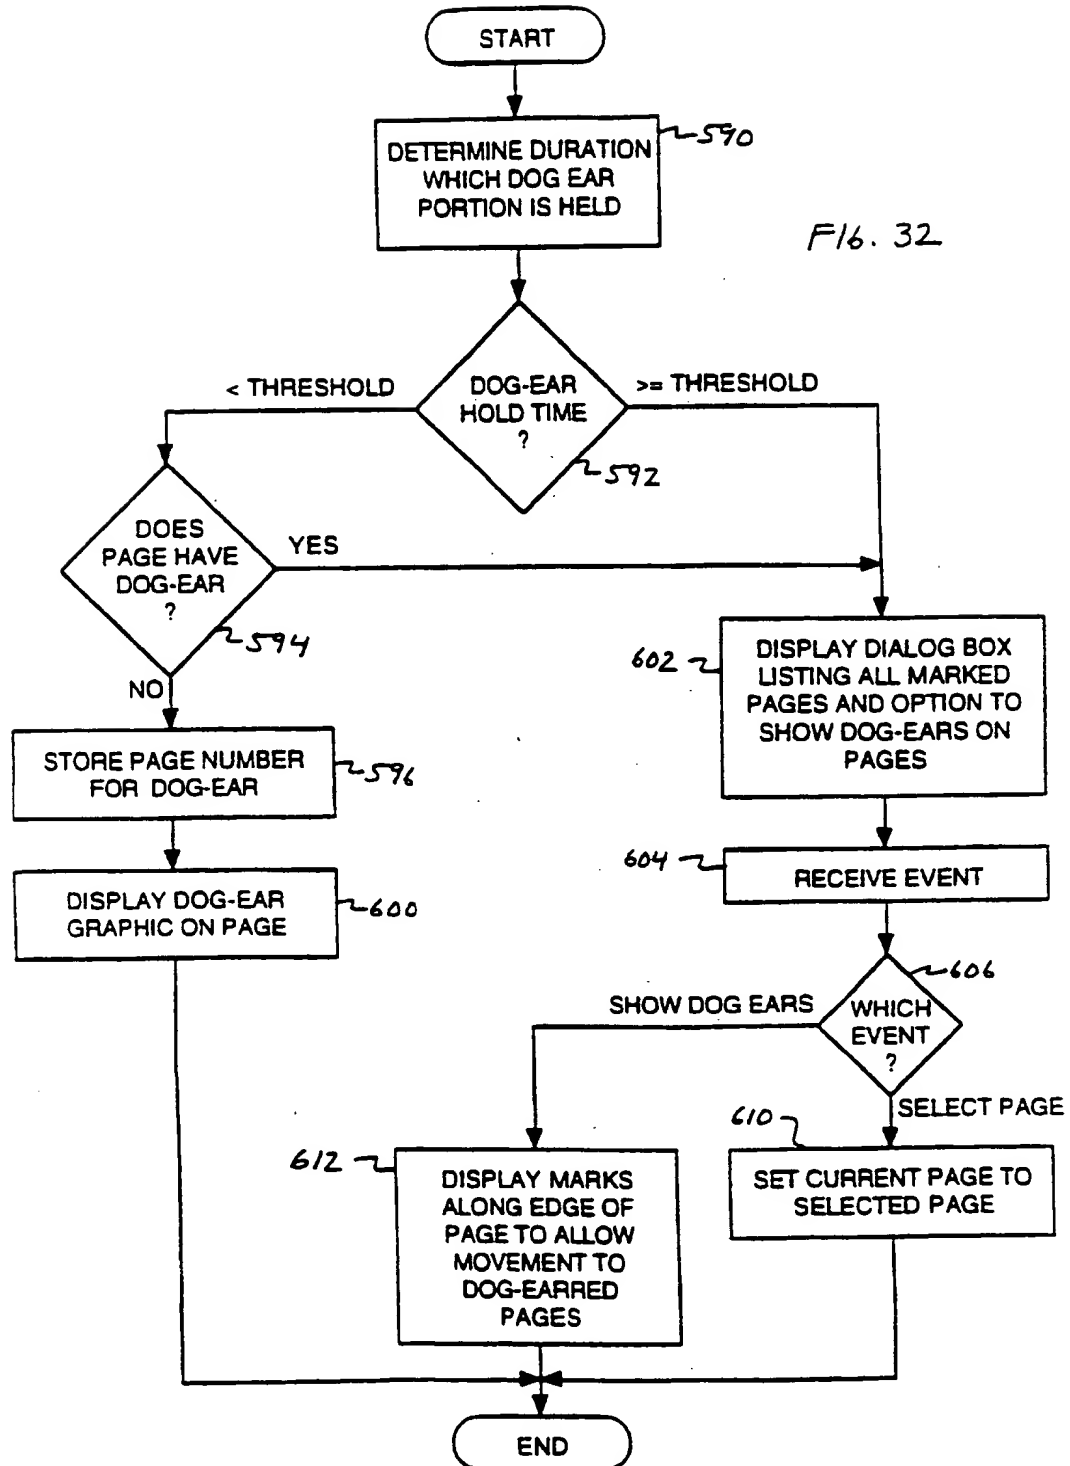 START
DETERMINE DURATION
WHICH DOG EAR
PORTION IS HELD
590
FIG. 32
< THRESHOLD
DOG-EAR
HOLD TIME
?
>= THRESHOLD
592
DOES
PAGE HAVE
DOG-EAR
?
YES
594
NO
602
DISPLAY DIALOG BOX
LISTING ALL MARKED
PAGES AND OPTION TO
SHOW DOG-EARS ON
PAGES
STORE PAGE NUMBER
FOR DOG-EAR
596
604
RECEIVE EVENT
DISPLAY DOG-EAR
GRAPHIC ON PAGE
600
606
SHOW DOG EARS
WHICH
EVENT
?
SELECT PAGE
610
612
DISPLAY MARKS
ALONG EDGE OF
PAGE TO ALLOW
MOVEMENT TO
DOG-EARRED
PAGES
SET CURRENT PAGE TO
SELECTED PAGE
END